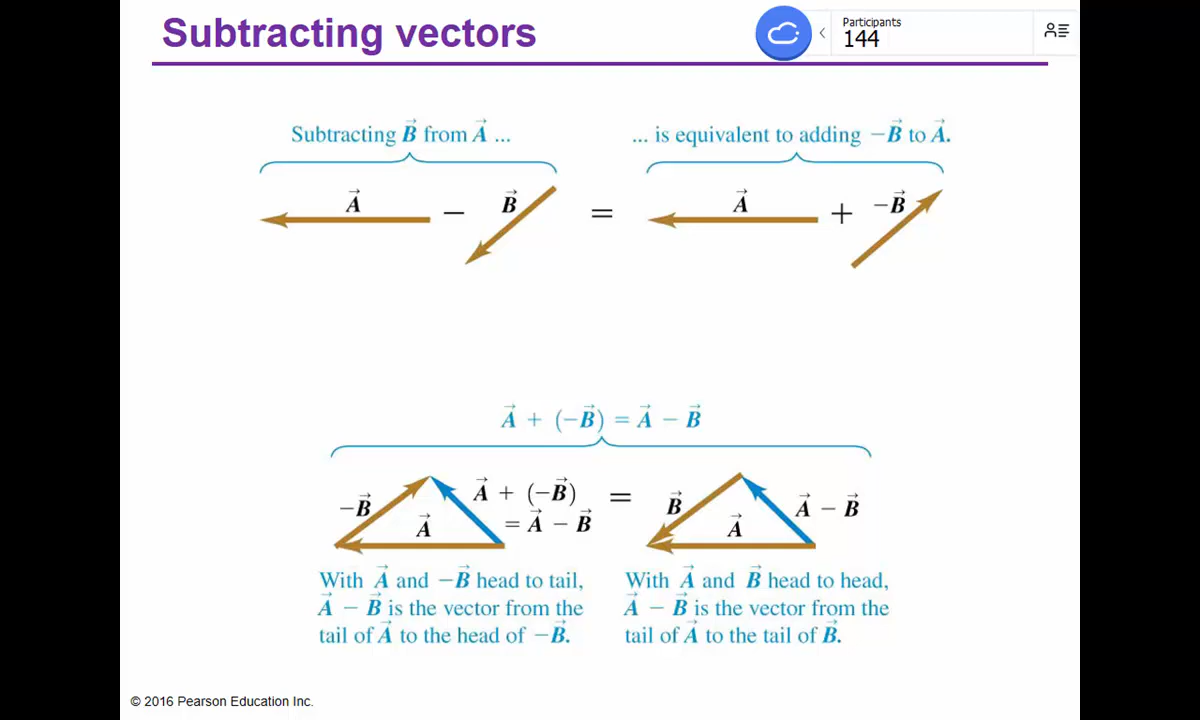 Subtracting vectors
Participants
144
Subtracting B⃗ from A⃗ ...
... is equivalent to adding −B⃗ to A⃗.
A⃗ − B⃗ = A⃗ + −B⃗
A⃗ + (−B⃗) = A⃗ − B⃗
−B⃗
A⃗
A⃗ + (−B⃗)
= A⃗ − B⃗
=
B⃗
A⃗
A⃗ − B⃗
With A⃗ and −B⃗ head to tail,
A⃗ − B⃗ is the vector from the
tail of A⃗ to the head of −B⃗.
With A⃗ and B⃗ head to head,
A⃗ − B⃗ is the vector from the
tail of A⃗ to the tail of B⃗.
© 2016 Pearson Education Inc.